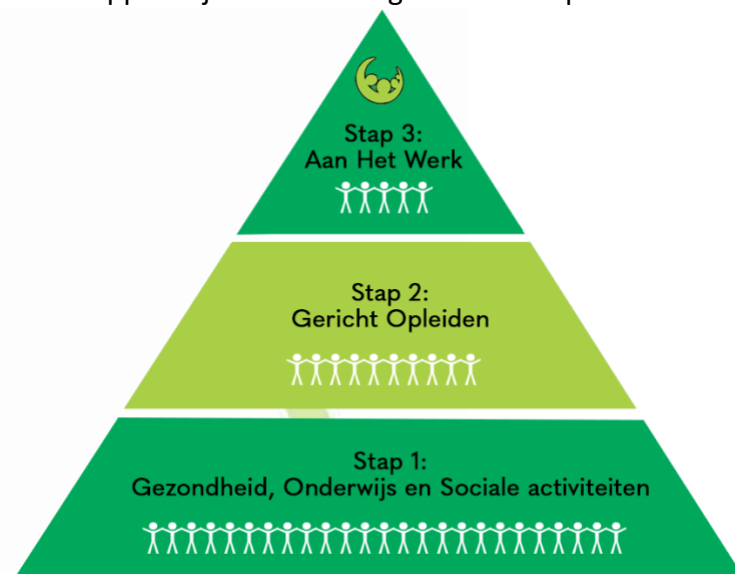 Stap 3:
Aan Het Werk
Stap 2:
Gericht Opleiden
Stap 1:
Gezondheid, Onderwijs en Sociale activiteiten